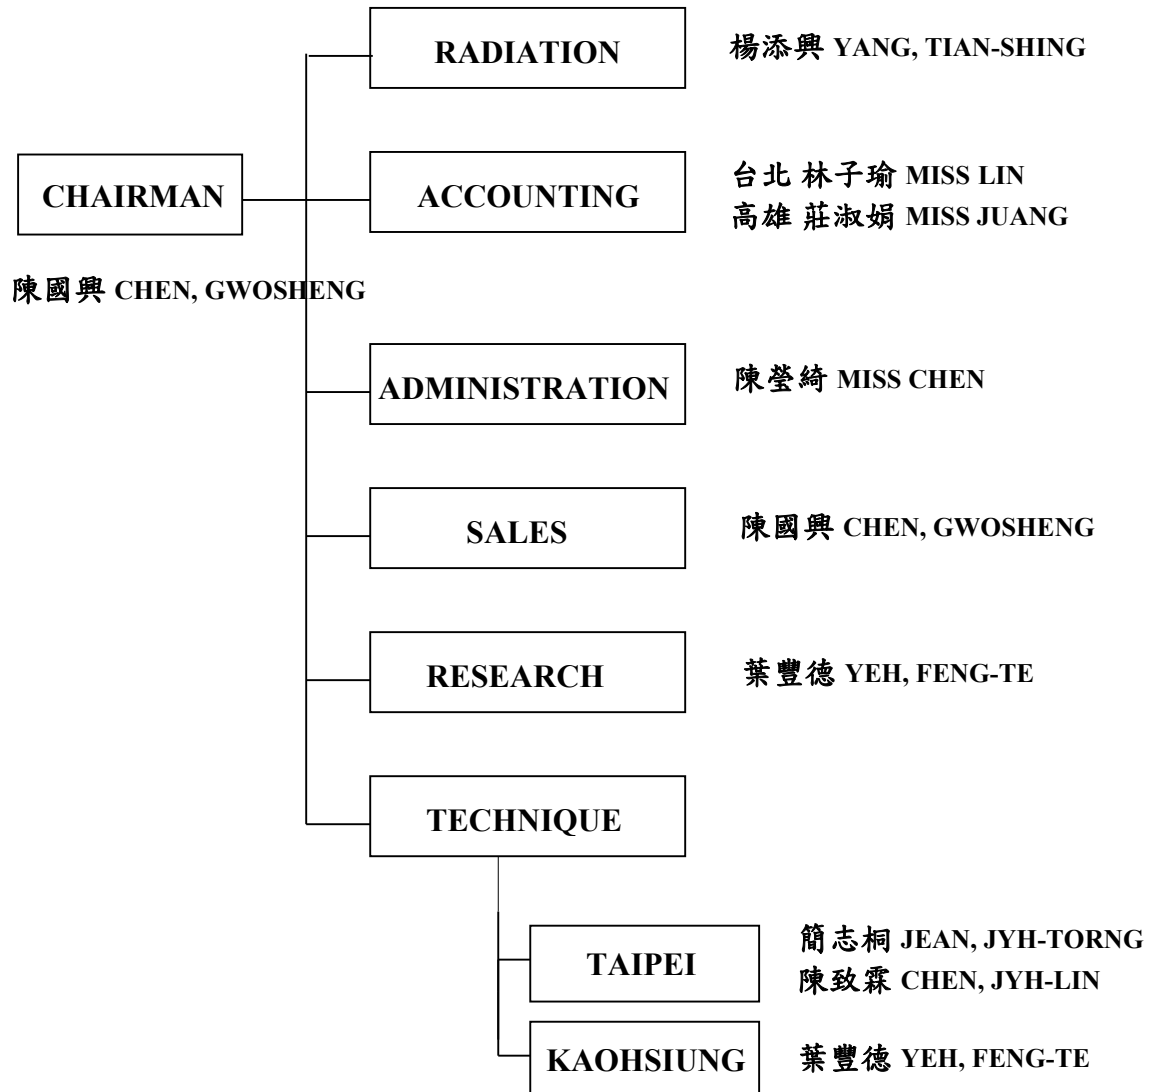 RADIATION
楊添興 YANG, TIAN-SHING
CHAIRMAN
陳國興 CHEN, GWOSHENG
ACCOUNTING
台北 林子瑜 MISS LIN
高雄 莊淑娟 MISS JUANG
ADMINISTRATION
陳瑩綺 MISS CHEN
SALES
陳國興 CHEN, GWOSHENG
RESEARCH
葉豐德 YEH, FENG-TE
TECHNIQUE
TAIPEI
簡志桐 JEAN, JYH-TORNG
陳致霖 CHEN, JYH-LIN
KAOHSIUNG
葉豐德 YEH, FENG-TE